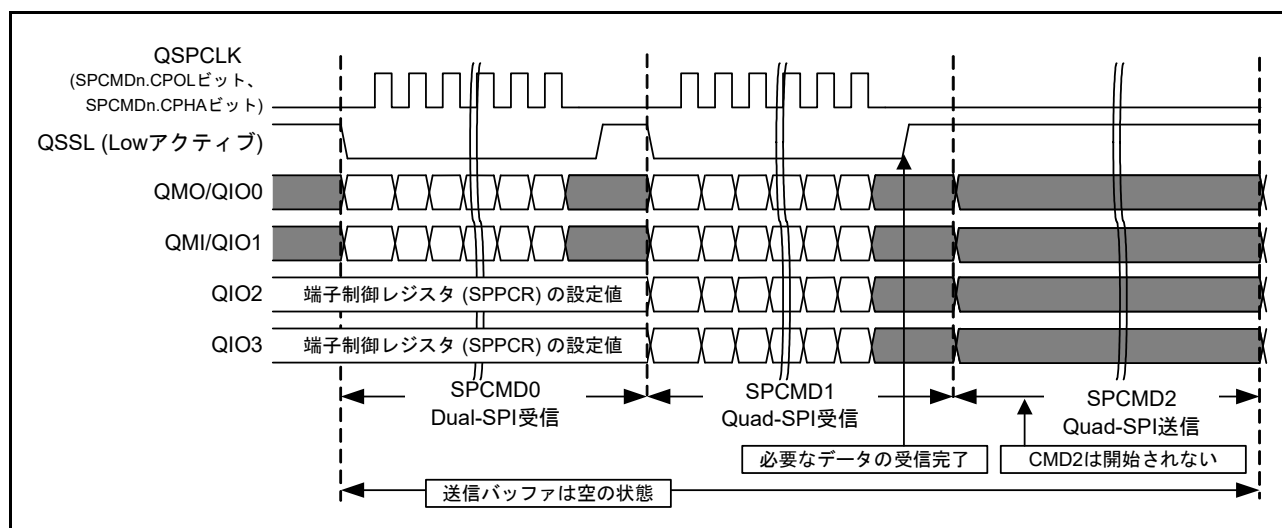 QSPCLK
(SPCMDn.CPOLビット、
SPCMDn.CPHAビット)
QSSL (Lowアクティブ)
QMO/QIO0
QMI/QIO1
QIO2
端子制御レジスタ (SPPCR) の設定値
QIO3
端子制御レジスタ (SPPCR) の設定値
SPCMD0
Dual-SPI受信
SPCMD1
Quad-SPI受信
SPCMD2
Quad-SPI送信
必要なデータの受信完了
CMD2は開始されない
送信バッファは空の状態